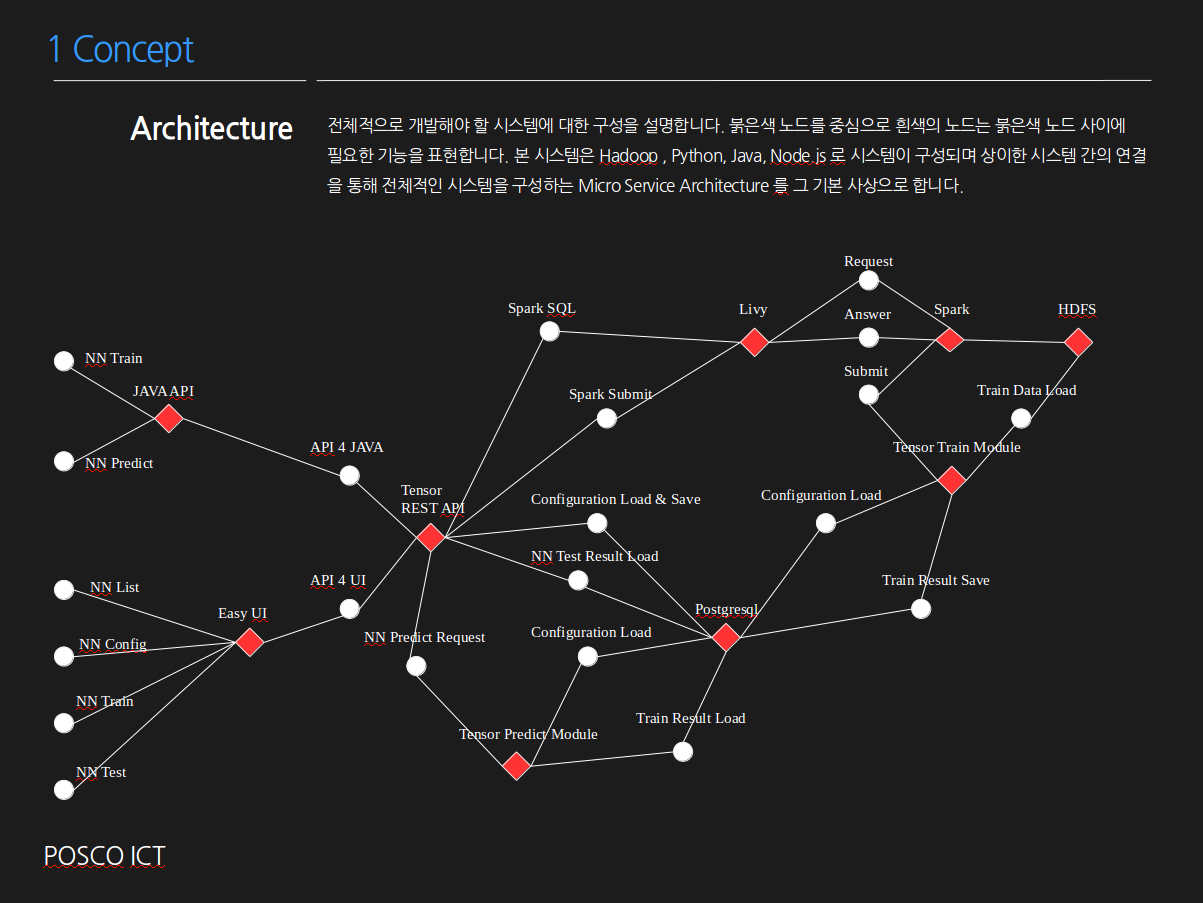 1 Concept
Architecture
전체적으로 개발해야 할 시스템에 대한 구성을 설명합니다. 붉은색 노드를 중심으로 흰색의 노드는 붉은색 노드 사이에
필요한 기능을 표현합니다. 본 시스템은 Hadoop , Python, Java, Node.js 로 시스템이 구성되며 상이한 시스템 간의 연결
을 통해 전체적인 시스템을 구성하는 Micro Service Architecture 를 그 기본 사상으로 합니다.
Request
Spark SQL
Livy
Answer
Spark
HDFS
NN Train
JAVA API
Spark Submit
Submit
Train Data Load
NN Predict
API 4 JAVA
Tensor Train Module
Tensor
REST API
Configuration Load & Save
Configuration Load
NN Test Result Load
NN List
API 4 UI
Train Result Save
Easy UI
Postgresql
NN Config
NN Predict Request
Configuration Load
NN Train
Train Result Load
Tensor Predict Module
NN Test
POSCO ICT